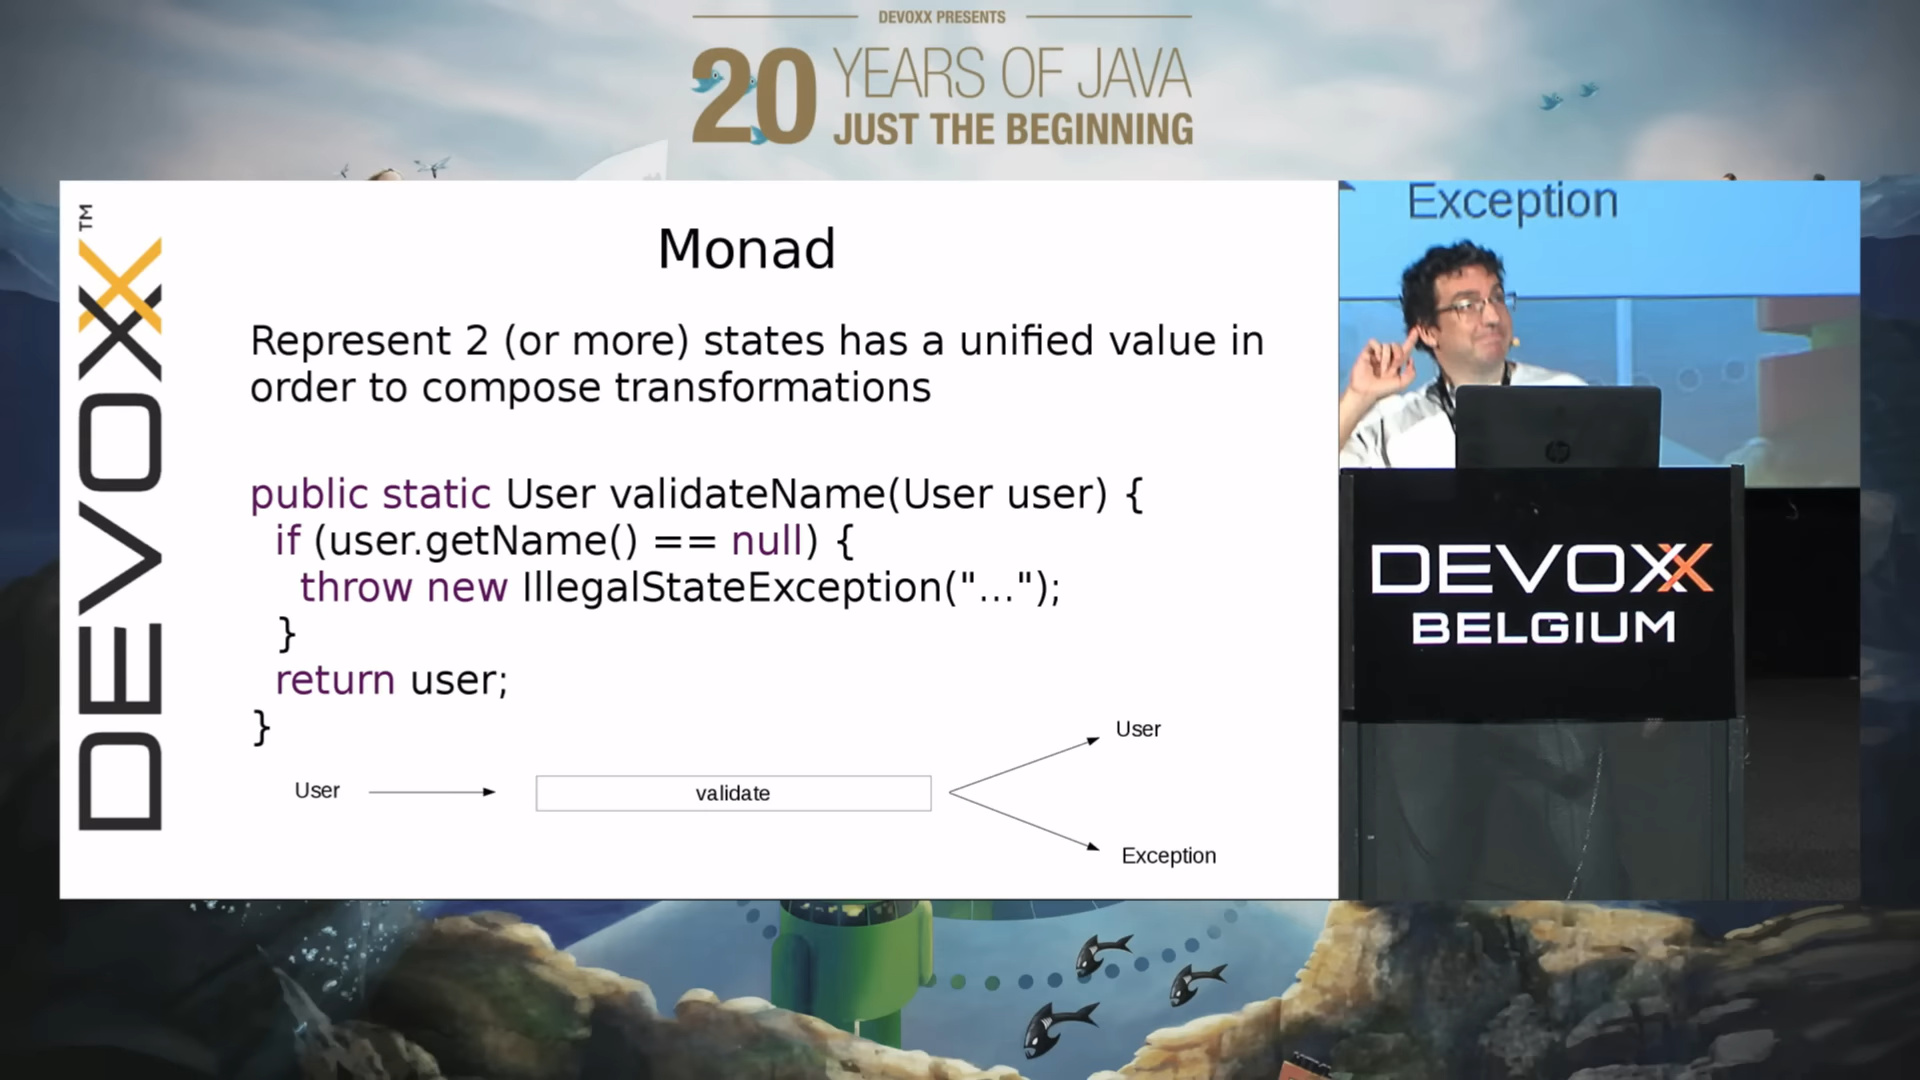 DEVOXX PRESENTS
20 YEARS OF JAVA
JUST THE BEGINNING
DEVOXX™
Monad
Represent 2 (or more) states has a unified value in
order to compose transformations
public static User validateName(User user) {
if (user.getName() == null) {
throw new IllegalStateException("...");
}
return user;
}
User
validate
User
Exception
Exception
hp
DEVOXX
BELGIUM